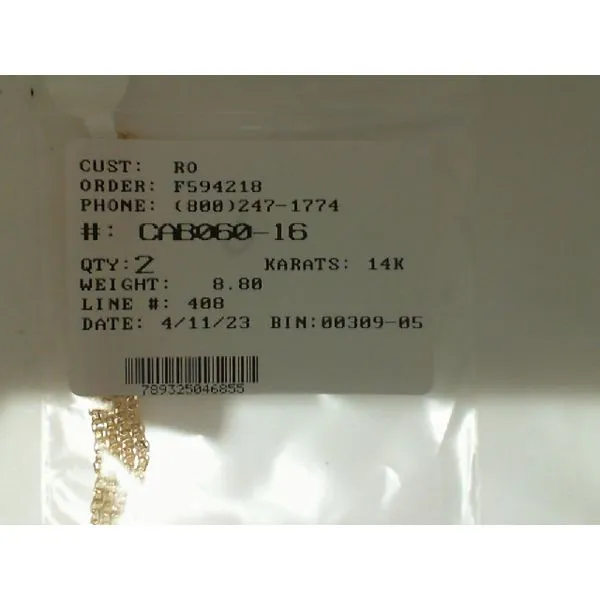 CUST: RO
ORDER: F594218
PHONE: (800)247-1774
#: CAB060-16
QTY: 2 KARATS: 14K
WEIGHT: 8.80
LINE #: 408
DATE: 4/11/23 BIN:00309-05
789325046855